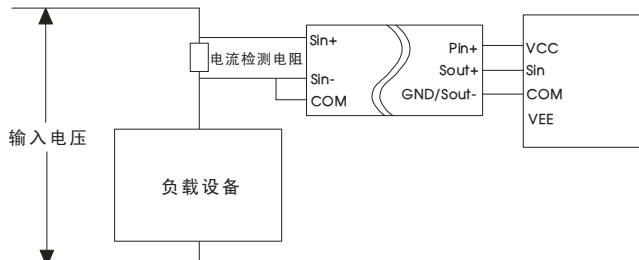 输入电压
电流检测电阻
负载设备
Sin+
Sin-
COM
Pin+
Sout+
GND/Sout-
VCC
Sin
COM
VEE